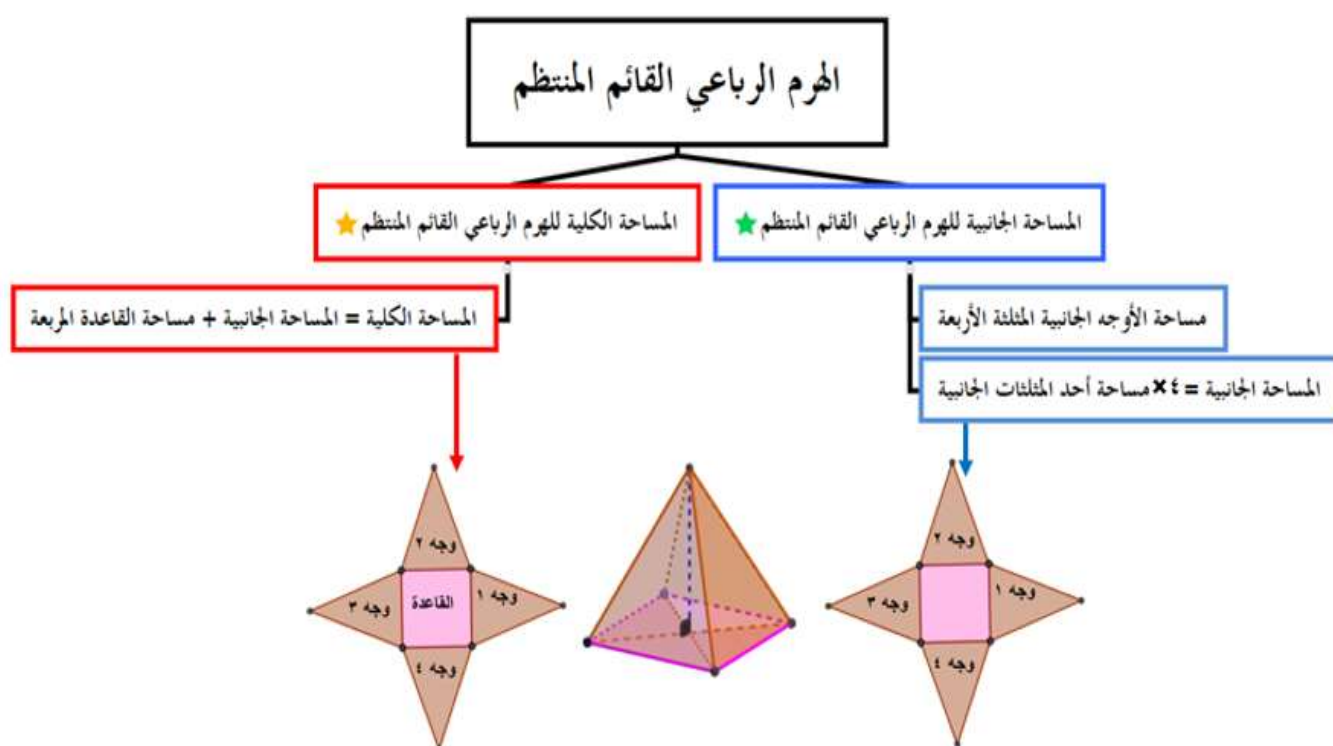 الهرم الرباعي القائم المنتظم
المساحة الجانبية للهرم الرباعي القائم المنتظم
المساحة الكلية للهرم الرباعي القائم المنتظم
مساحة الأوجه الجانبية المثلثة الأربعة
المساحة الجانبية = ٤ × مساحة أحد المثلثات الجانبية
المساحة الكلية = المساحة الجانبية + مساحة القاعدة المربعة
وجه ٢
وجه ١
وجه ٣
وجه ٤
وجه ٢
وجه ١
القاعدة
وجه ٣
وجه ٤